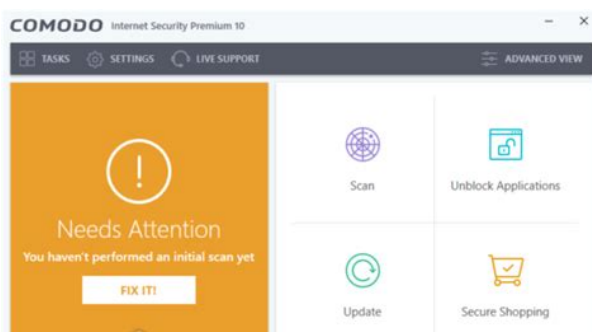 COMODO Internet Security Premium 10
TASKS SETTINGS LIVE SUPPORT ADVANCED VIEW
Needs Attention
You haven't performed an initial scan yet
FIX IT!
Scan
Unblock Applications
Update
Secure Shopping